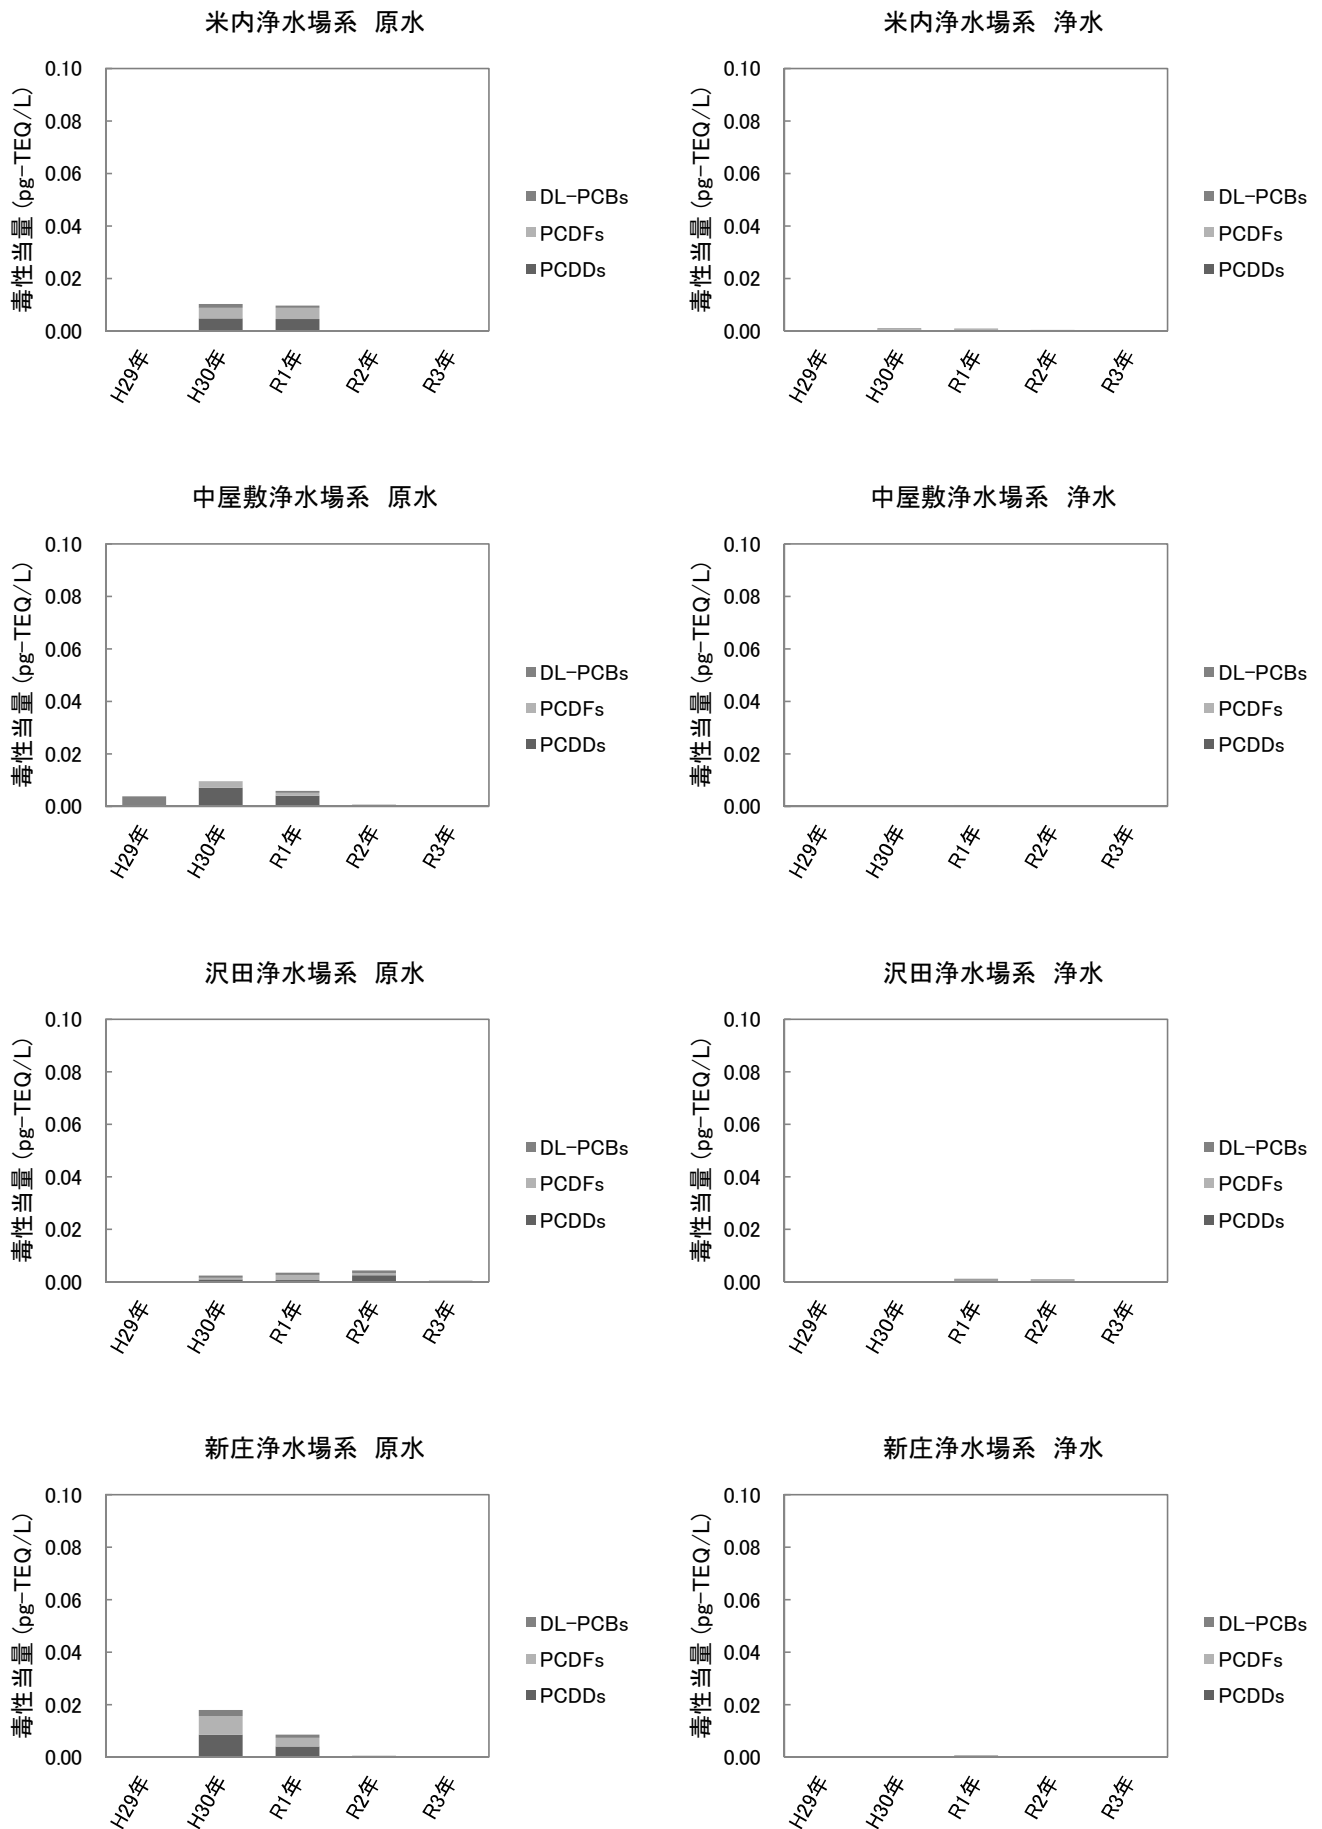 米内浄水場系　原水
毒性当量 (pg-TEQ/L)
0.10
0.08
0.06
0.04
0.02
0.00
H29年
H30年
R1年
R2年
R3年
DL-PCBs
PCDFs
PCDDs
米内浄水場系　浄水
毒性当量 (pg-TEQ/L)
0.10
0.08
0.06
0.04
0.02
0.00
H29年
H30年
R1年
R2年
R3年
DL-PCBs
PCDFs
PCDDs
中屋敷浄水場系　原水
毒性当量 (pg-TEQ/L)
0.10
0.08
0.06
0.04
0.02
0.00
H29年
H30年
R1年
R2年
R3年
DL-PCBs
PCDFs
PCDDs
中屋敷浄水場系　浄水
毒性当量 (pg-TEQ/L)
0.10
0.08
0.06
0.04
0.02
0.00
H29年
H30年
R1年
R2年
R3年
DL-PCBs
PCDFs
PCDDs
沢田浄水場系　原水
毒性当量 (pg-TEQ/L)
0.10
0.08
0.06
0.04
0.02
0.00
H29年
H30年
R1年
R2年
R3年
DL-PCBs
PCDFs
PCDDs
沢田浄水場系　浄水
毒性当量 (pg-TEQ/L)
0.10
0.08
0.06
0.04
0.02
0.00
H29年
H30年
R1年
R2年
R3年
DL-PCBs
PCDFs
PCDDs
新庄浄水場系　原水
毒性当量 (pg-TEQ/L)
0.10
0.08
0.06
0.04
0.02
0.00
H29年
H30年
R1年
R2年
R3年
DL-PCBs
PCDFs
PCDDs
新庄浄水場系　浄水
毒性当量 (pg-TEQ/L)
0.10
0.08
0.06
0.04
0.02
0.00
H29年
H30年
R1年
R2年
R3年
DL-PCBs
PCDFs
PCDDs